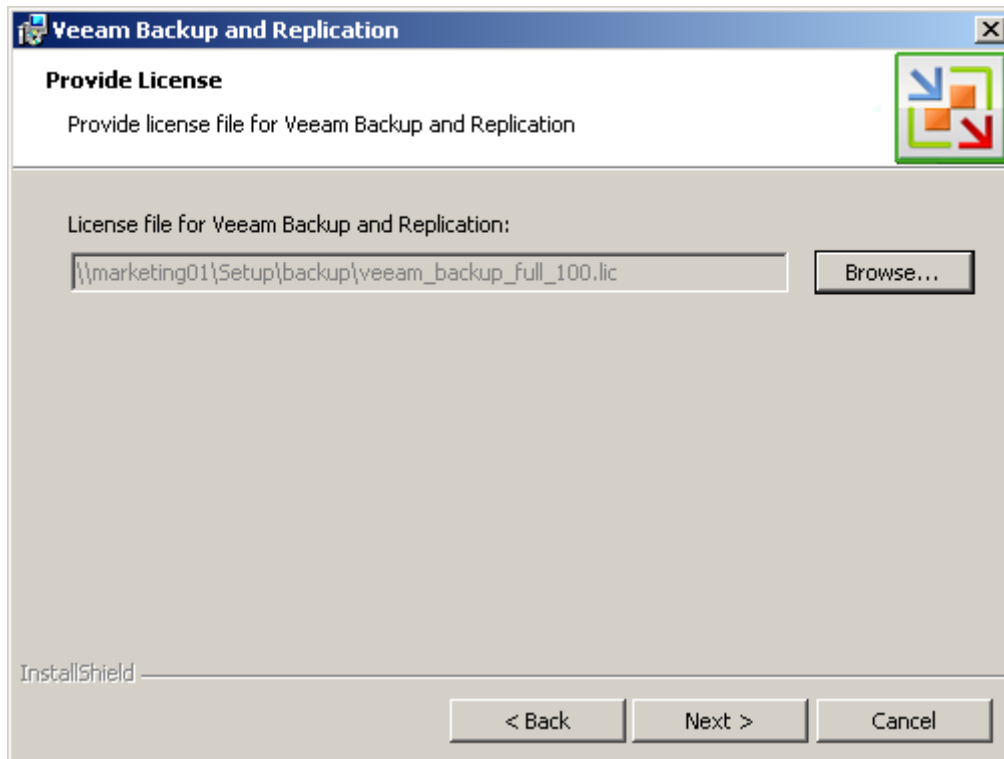 Veeam Backup and Replication
Provide License
Provide license file for Veeam Backup and Replication
License file for Veeam Backup and Replication:
\\marketing01\Setup\backup\veeam_backup_full_100.lic
Browse...
InstallShield
< Back
Next >
Cancel